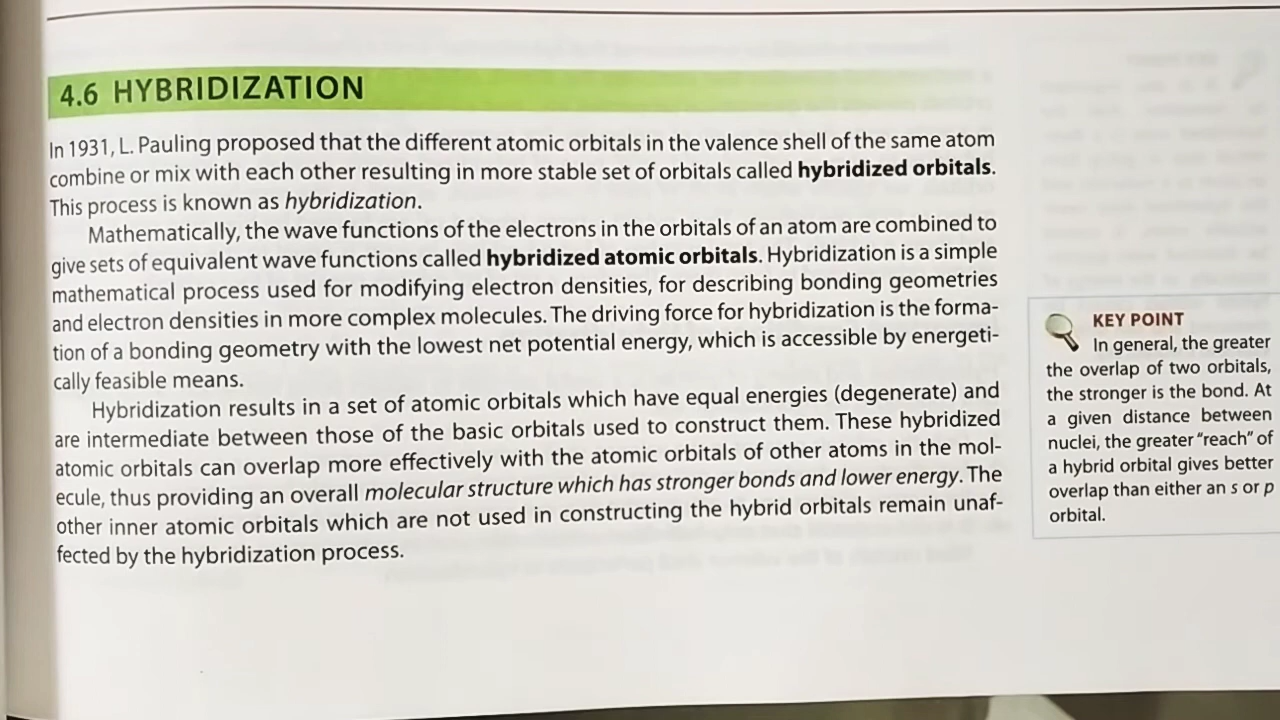 4.6 HYBRIDIZATION
In 1931, L. Pauling proposed that the different atomic orbitals in the valence shell of the same atom
combine or mix with each other resulting in more stable set of orbitals called hybridized orbitals.
This process is known as hybridization.
Mathematically, the wave functions of the electrons in the orbitals of an atom are combined to
give sets of equivalent wave functions called hybridized atomic orbitals. Hybridization is a simple
mathematical process used for modifying electron densities, for describing bonding geometries
and electron densities in more complex molecules. The driving force for hybridization is the forma-
tion of a bonding geometry with the lowest net potential energy, which is accessible by energeti-
cally feasible means.
Hybridization results in a set of atomic orbitals which have equal energies (degenerate) and
are intermediate between those of the basic orbitals used to construct them. These hybridized
atomic orbitals can overlap more effectively with the atomic orbitals of other atoms in the mol-
ecule, thus providing an overall molecular structure which has stronger bonds and lower energy. The
other inner atomic orbitals which are not used in constructing the hybrid orbitals remain unaf-
fected by the hybridization process.
KEY POINT
In general, the greater
the overlap of two orbitals,
the stronger is the bond. At
a given distance between
nuclei, the greater "reach" of
a hybrid orbital gives better
overlap than either an s or p
orbital.